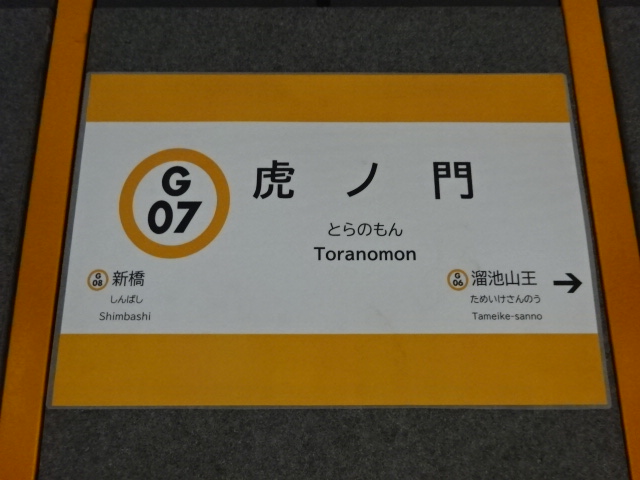 G
07
虎ノ門
とらのもん
Toranomon
G
08
新橋
しんばし
Shimbashi
G
06
溜池山王
ためいけさんのう
Tameike-sanno
→